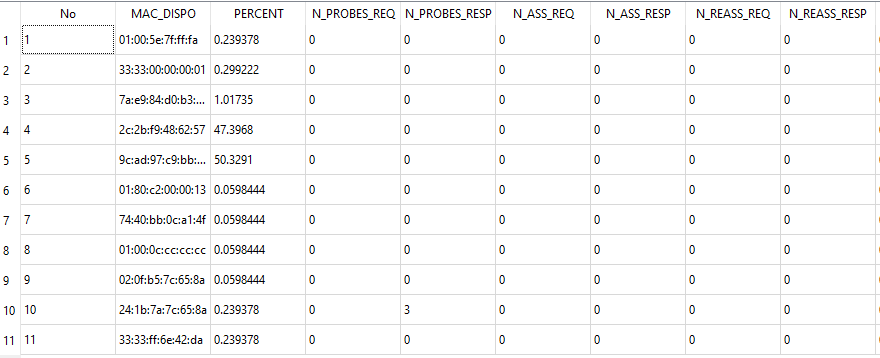 No MAC_DISPO PERCENT N_PROBES_REQ N_PROBES_RESP N_ASS_REQ N_ASS_RESP N_REASS_REQ N_REASS_RESP
1 1 01:00:5e:7f:ff:fa 0.239378 0 0 0 0 0 0
2 2 33:33:00:00:00:01 0.299222 0 0 0 0 0 0
3 3 7a:e9:84:d0:b3:... 1.01735 0 0 0 0 0 0
4 4 2c:2b:f9:48:62:57 47.3968 0 0 0 0 0 0
5 5 9c:ad:97:c9:bb:... 50.3291 0 0 0 0 0 0
6 6 01:80:c2:00:00:13 0.0598444 0 0 0 0 0 0
7 7 74:40:bb:0c:a1:4f 0.0598444 0 0 0 0 0 0
8 8 01:00:0c:cc:cc:cc 0.0598444 0 0 0 0 0 0
9 9 02:0f:b5:7c:65:8a 0.0598444 0 0 0 0 0 0
10 10 24:1b:7a:7c:65:8a 0.239378 0 3 0 0 0 0
11 11 33:33:ff:6e:42:da 0.239378 0 0 0 0 0 0